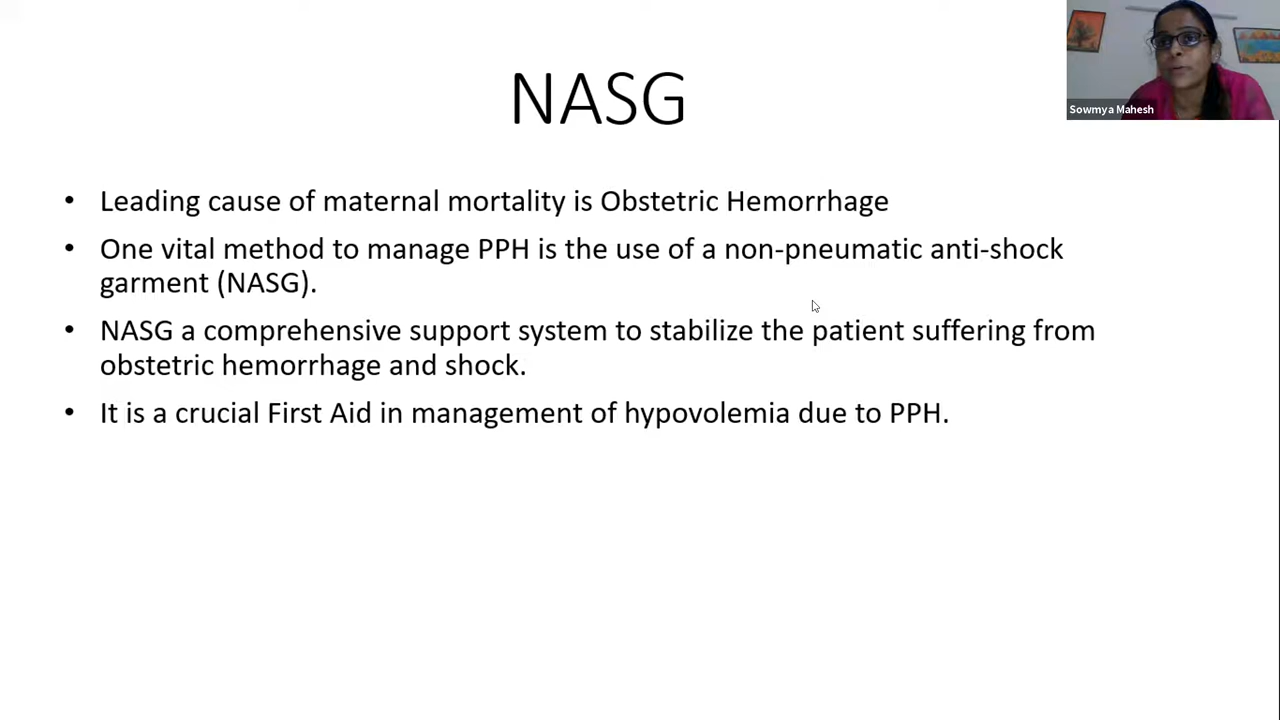 NASG
Sowmya Mahesh
• Leading cause of maternal mortality is Obstetric Hemorrhage
• One vital method to manage PPH is the use of a non-pneumatic anti-shock
garment (NASG).
• NASG a comprehensive support system to stabilize the patient suffering from
obstetric hemorrhage and shock.
• It is a crucial First Aid in management of hypovolemia due to PPH.